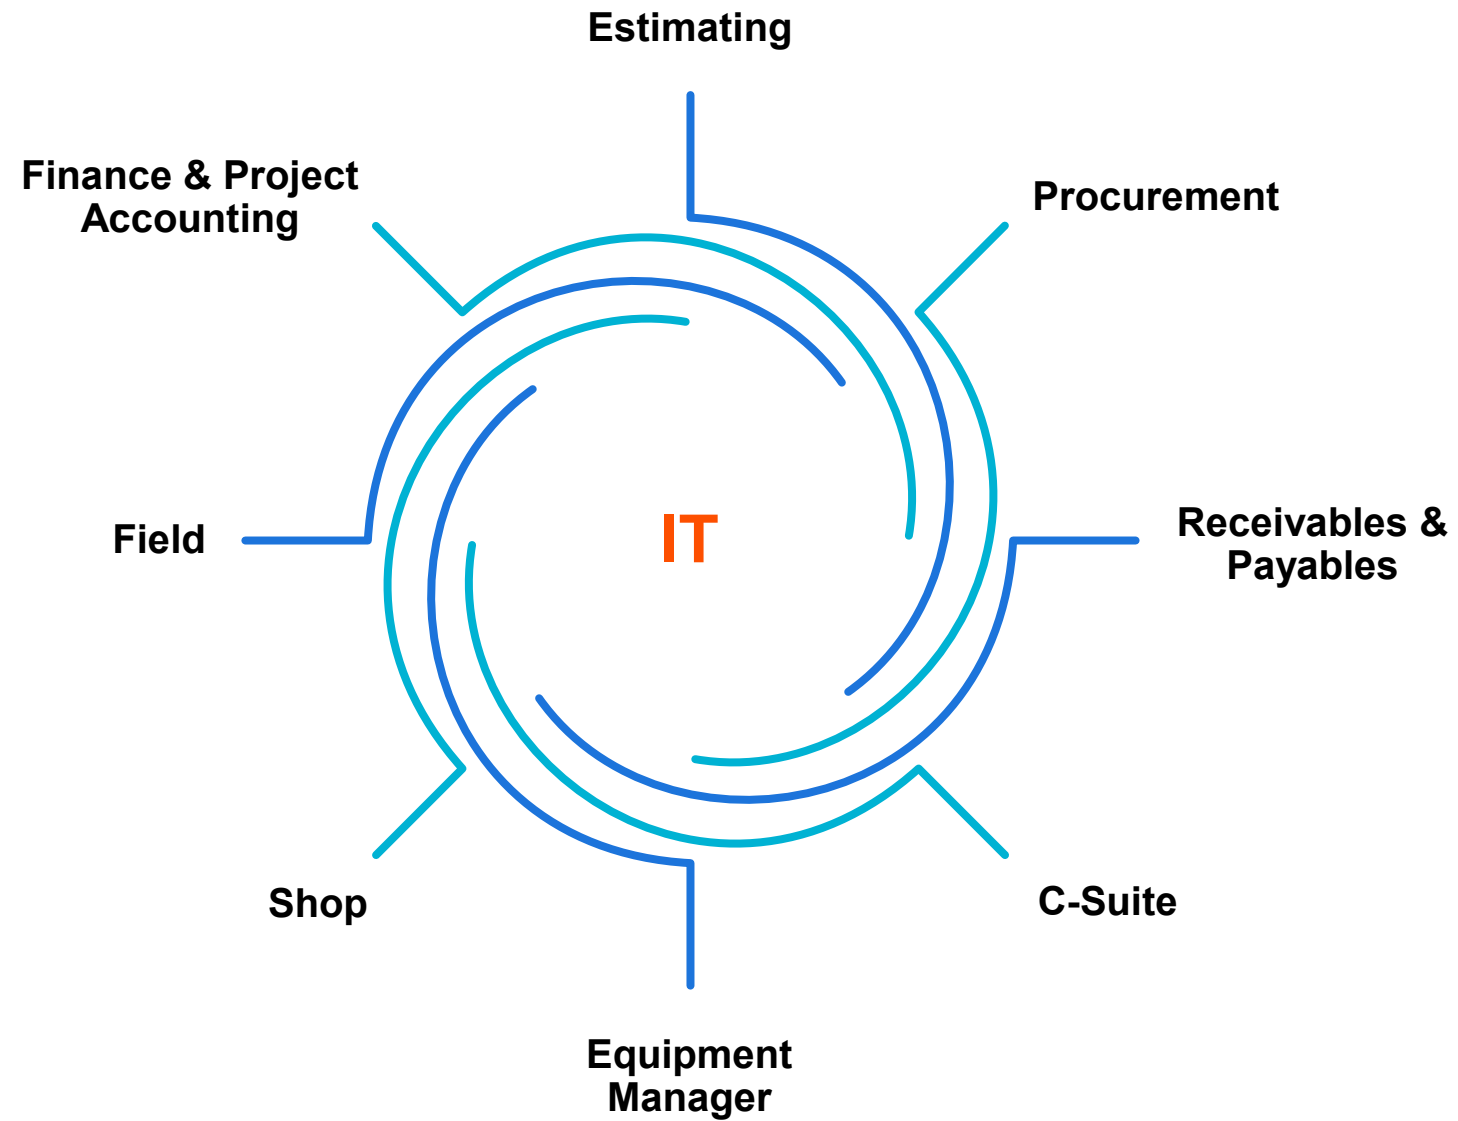 Estimating
Finance & Project
Accounting
Procurement
Field
IT
Receivables &
Payables
Shop
C-Suite
Equipment
Manager